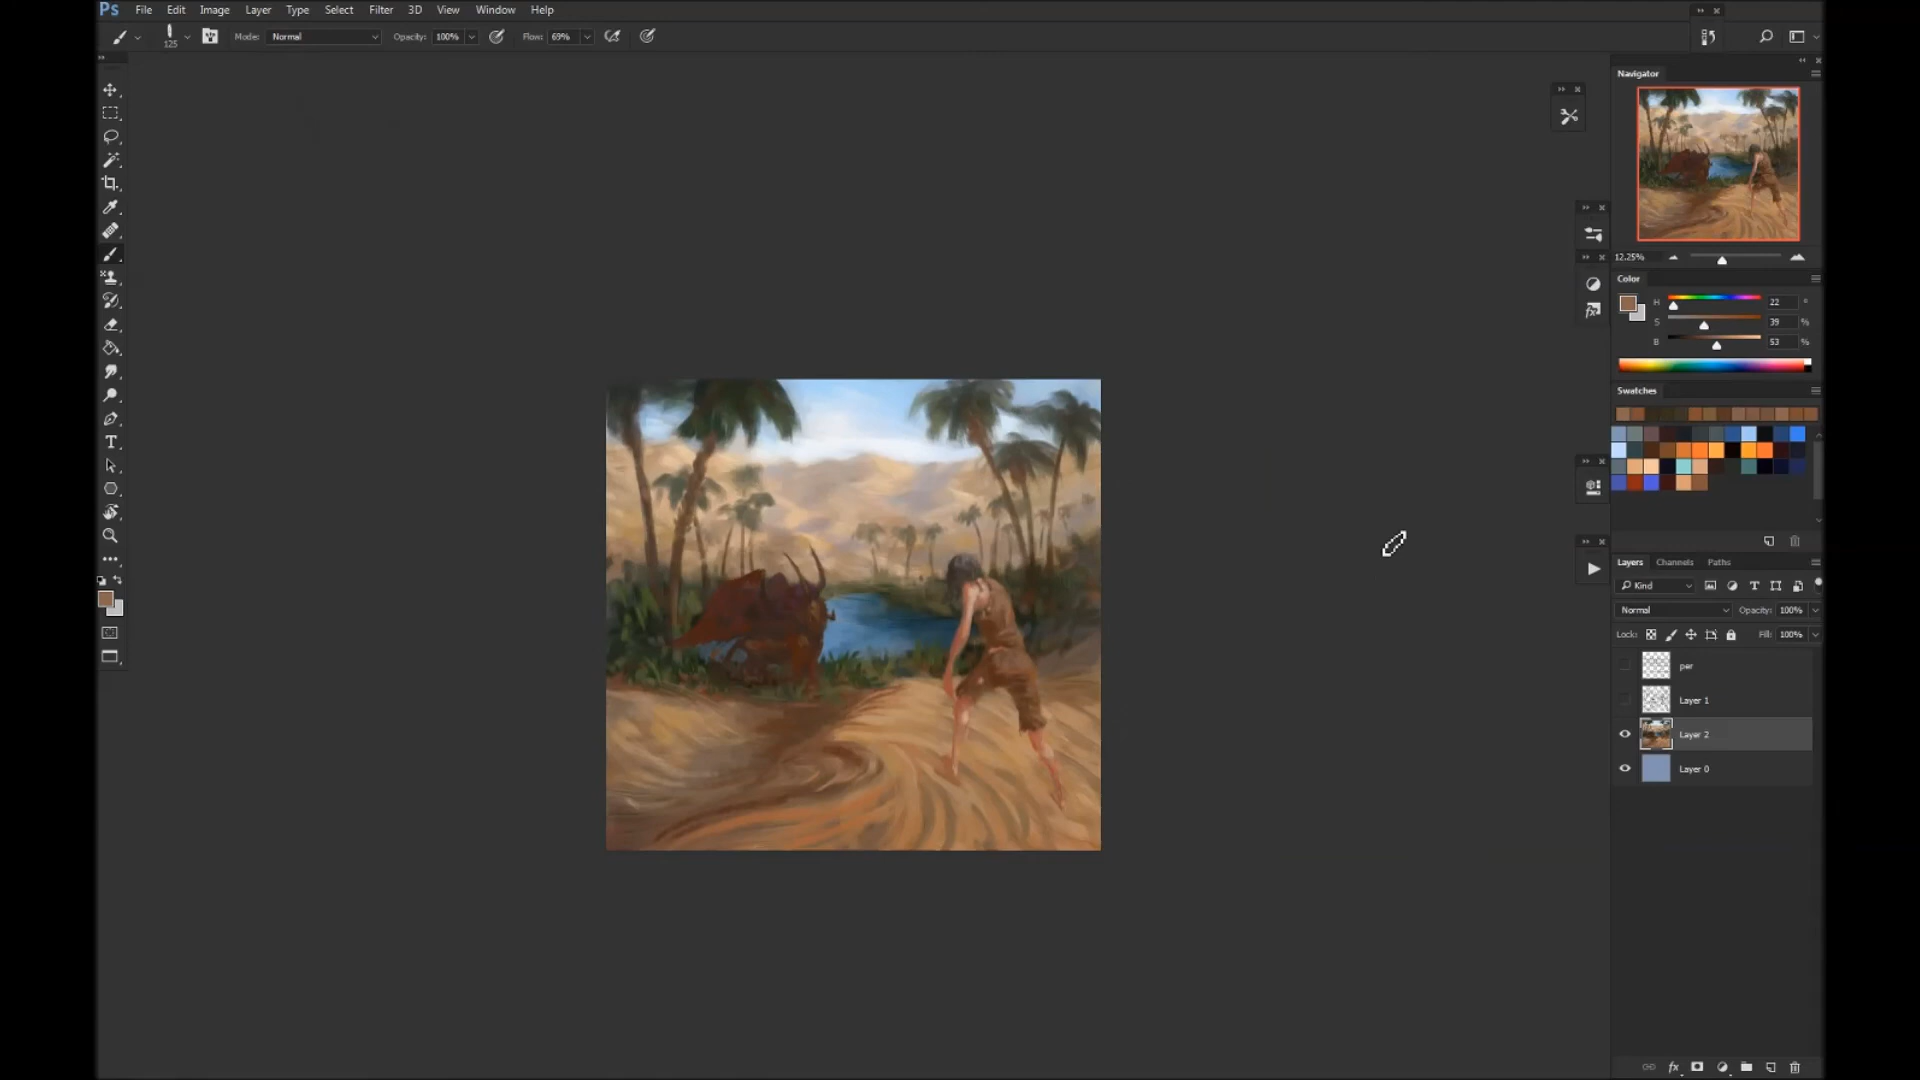 Ps File Edit Image Layer Type Select Filter 3D View Window Help
125 Mode: Normal Opacity: 100% Flow: 69%
Navigator
12.25%
Color
H 22 °
S 39 %
B 53 %
Swatches
Layers Channels Paths
Kind
Normal Opacity: 100%
Lock: Fill: 100%
per
Layer 1
Layer 2
Layer 0